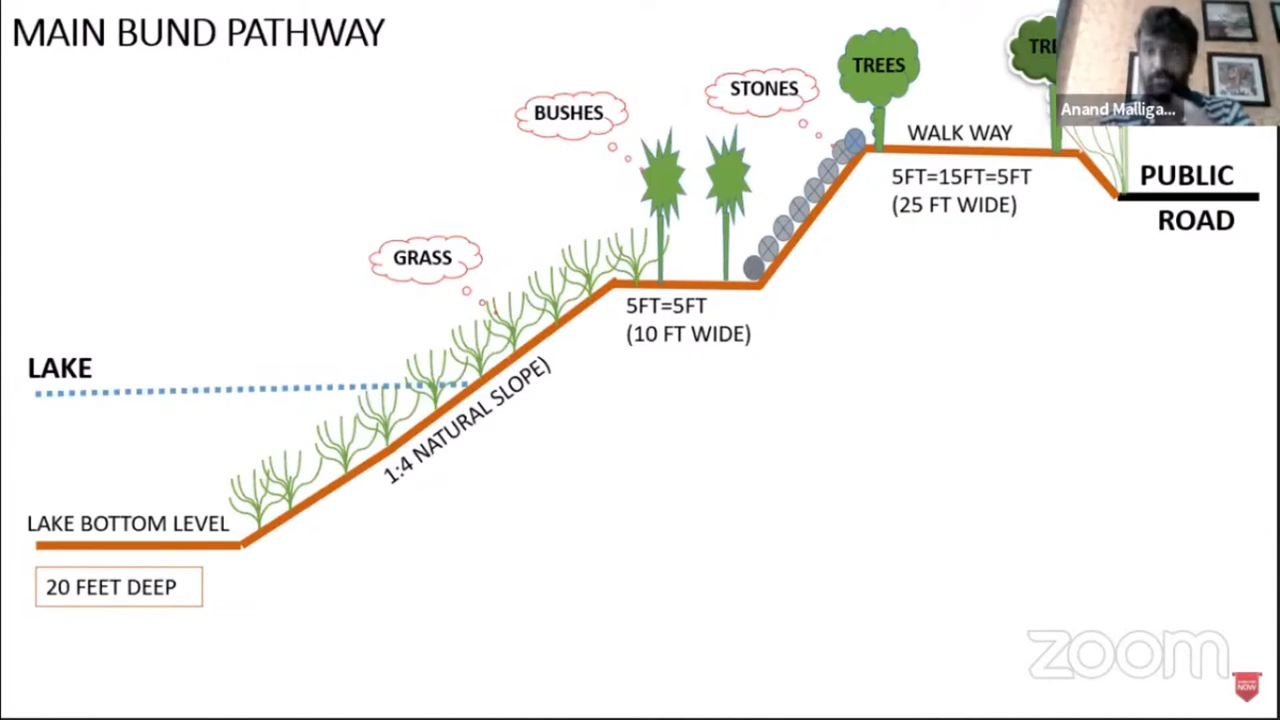 MAIN BUND PATHWAY
TREES
TRE
STONES
BUSHES
Anand Malliga...
WALK WAY
5FT=15FT=5FT
(25 FT WIDE)
PUBLIC
ROAD
GRASS
5FT=5FT
(10 FT WIDE)
LAKE
1:4 NATURAL SLOPE)
LAKE BOTTOM LEVEL
20 FEET DEEP
zoom
NOW